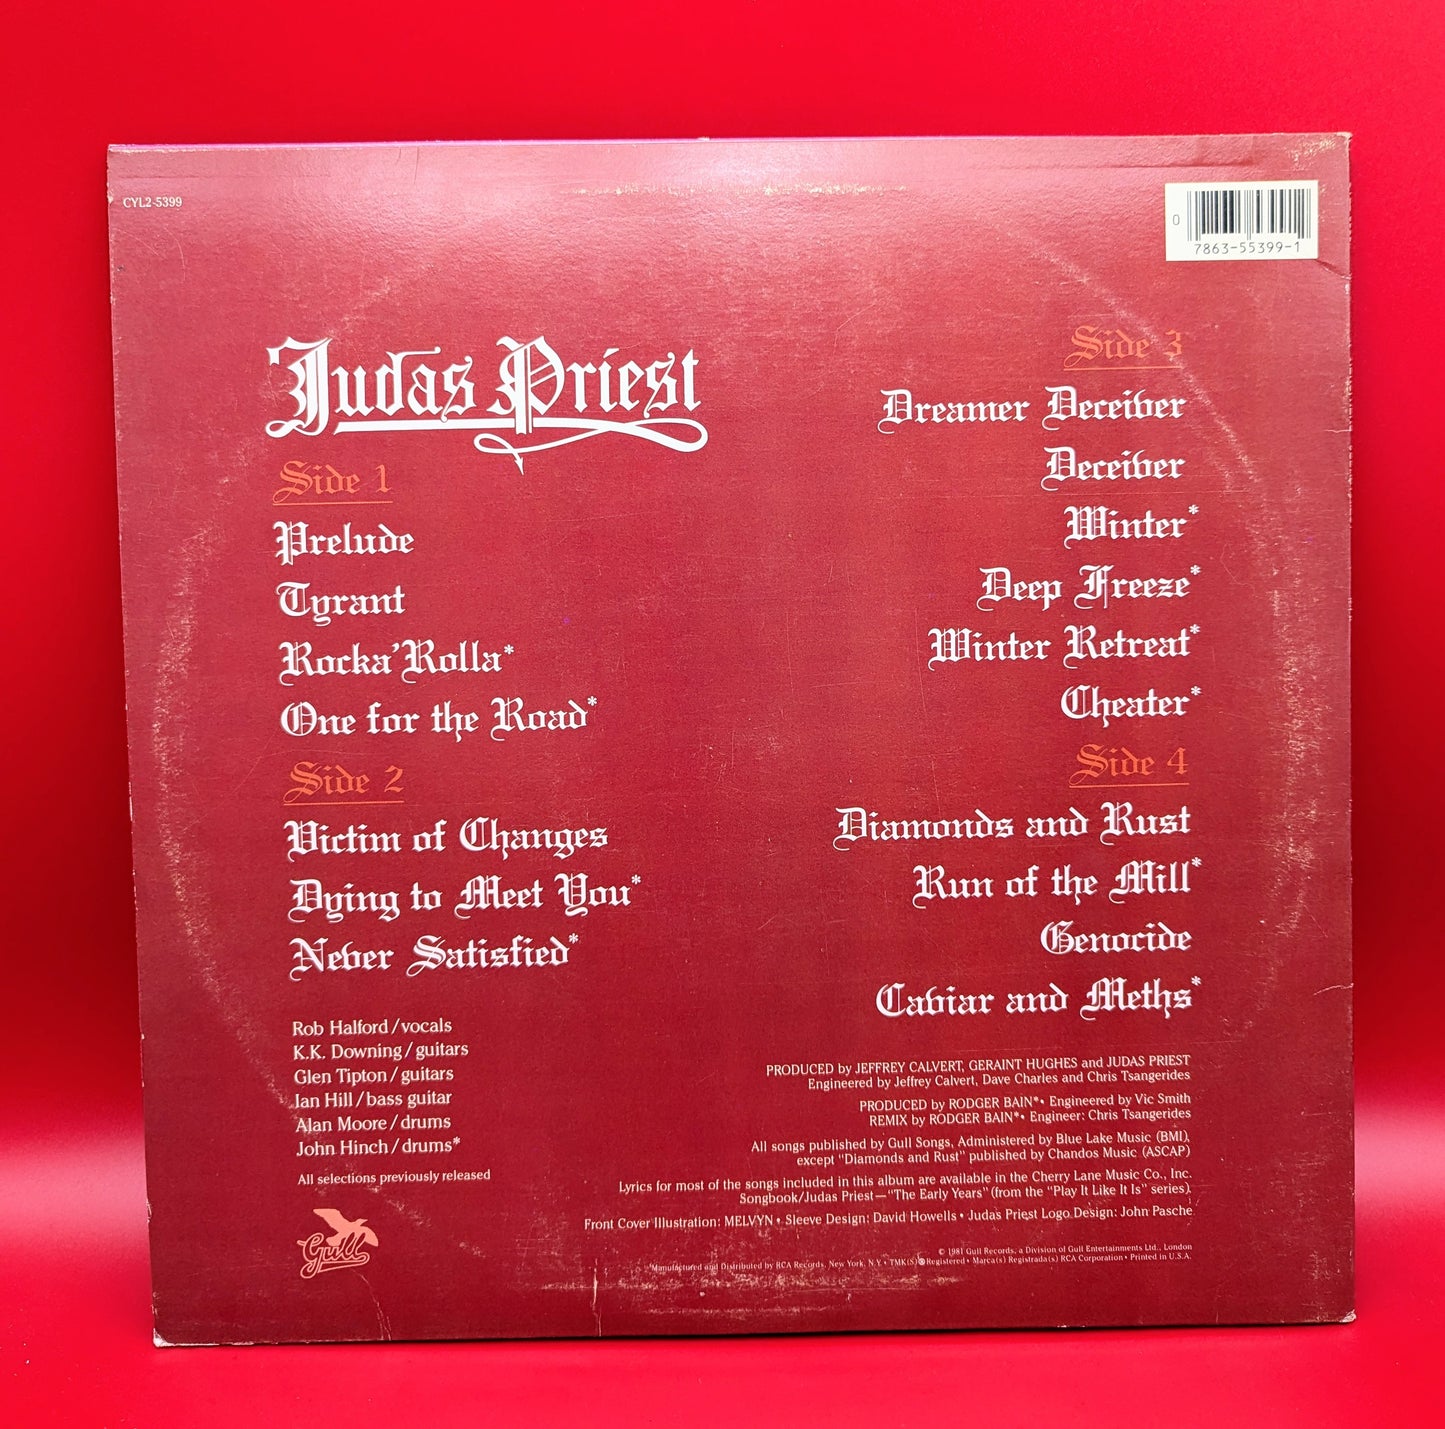 CYL2-5399
0
7863-55399-1
Judas Priest
Side 1
Prelude
Tyrant
Rocka'Rolla*
One for the Road*
Side 2
Victim of Changes
Dying to Meet You*
Never Satisfied*
Rob Halford/vocals
K.K. Downing/guitars
Glen Tipton/guitars
Ian Hill/bass guitar
Alan Moore/drums
John Hinch/drums*
All selections previously released
Gull
Side 3
Dreamer Deceiver
Deceiver
Winter*
Deep Freeze*
Winter Retreat*
Cheater*
Side 4
Diamonds and Rust
Run of the Mill*
Genocide
Caviar and Meths*
PRODUCED by JEFFREY CALVERT, GERAINT HUGHES and JUDAS PRIEST
Engineered by Jeffrey Calvert, Dave Charles and Chris Tsangerides
PRODUCED by RODGER BAIN*• Engineered by Vic Smith
REMIX by RODGER BAIN*• Engineer: Chris Tsangerides
All songs published by Gull Songs, Administered by Blue Lake Music (BMI),
except "Diamonds and Rust" published by Chandos Music (ASCAP)
Lyrics for most of the songs included in this album are available in the Cherry Lane Music Co., Inc.
Songbook/Judas Priest—"The Early Years" (from the "Play It Like It Is" series).
Front Cover Illustration: MELVYN • Sleeve Design: David Howells • Judas Priest Logo Design: John Pasche
© 1981 Gull Records, a Division of Gull Entertainments Ltd., London
Manufactured and Distributed by RCA Records, New York, N.Y. • TMK(S) ® Registered • Marca(s) Registrada(s) RCA Corporation • Printed in U.S.A.